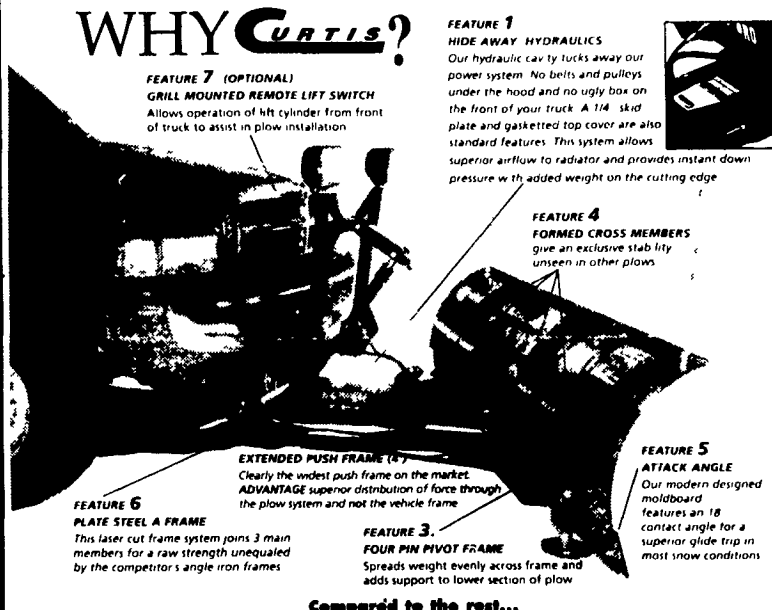 WHY CURTIS?
FEATURE 7 (OPTIONAL)
GRILL MOUNTED REMOTE LIFT SWITCH
Allows operation of lift cylinder from front
of truck to assist in plow installation
FEATURE 1
HIDE AWAY HYDRAULICS
Our hydraulic cav ty tucks away our
power system No belts and pulleys
under the hood and no ugly box on
the front of your truck A 1/4 skid
plate and gasketted top cover are also
standard features This system allows
superior airflow to radiator and provides instant down
pressure w th added weight on the cutting edge
FEATURE 4
FORMED CROSS MEMBERS
give an exclusive stab lity
unseen in other plows
EXTENDED PUSH FRAME (4 )
Clearly the widest push frame on the market
ADVANTAGE superior distribution of force through
the plow system and not the vehicle frame
FEATURE 5
ATTACK ANGLE
Our modern designed
moldboard
features an 18
contact angle for a
superior glide trip in
most snow conditions
FEATURE 6
PLATE STEEL A FRAME
This laser cut frame system joins 3 main
members for a raw strength unequaled
by the competitor s angle iron frames
FEATURE 3.
FOUR PIN PIVOT FRAME
Spreads weight evenly across frame and
adds support to lower section of plow
Compared to the rest...